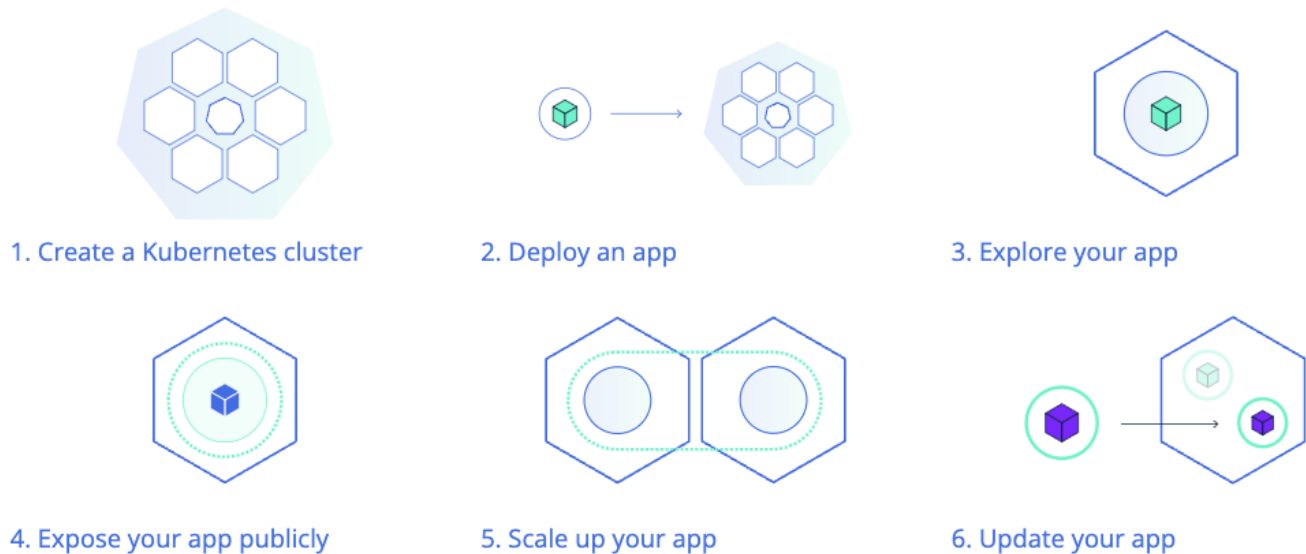 1. Create a Kubernetes cluster
2. Deploy an app
3. Explore your app
4. Expose your app publicly
5. Scale up your app
6. Update your app